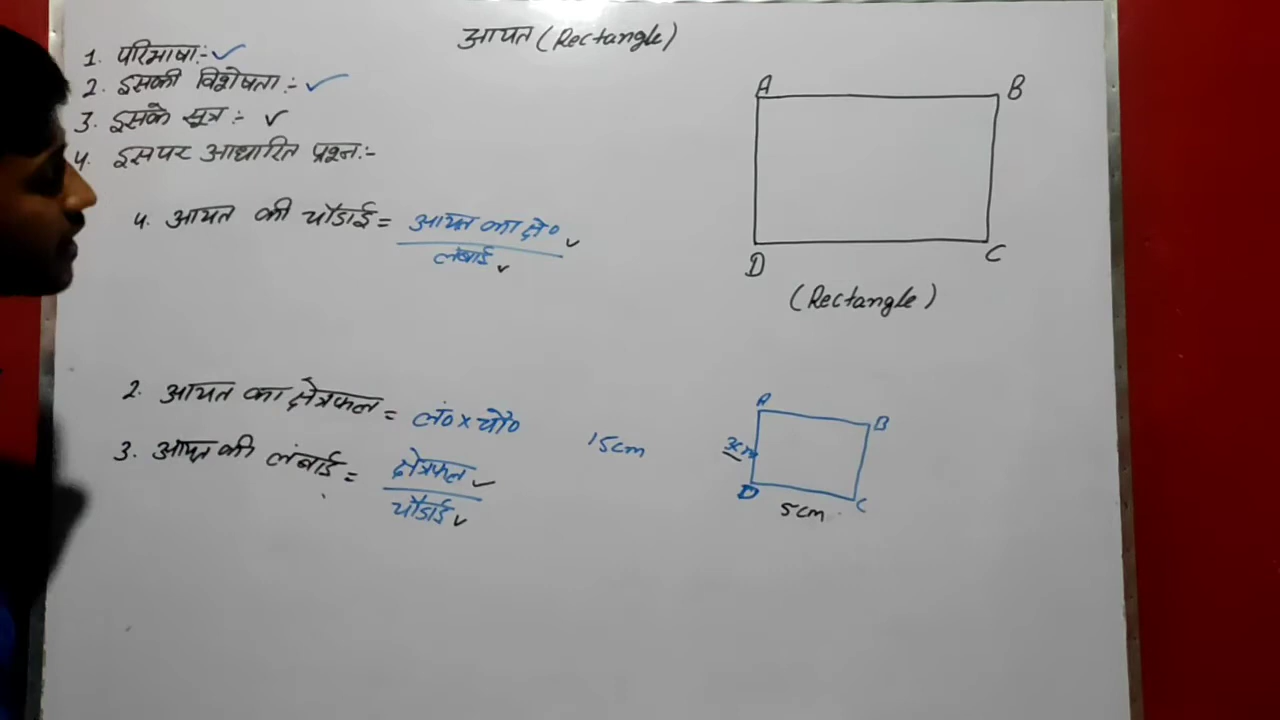 आयत (Rectangle)
1. परिभाषा:-✓
2. इसकी विशेषता:-✓
3. इसके सूत्र:- ✓
4. इसपर आधारित प्रश्न:-
4. आयत की चौडाई = आयत का क्षे० ✓
लंबाई ✓
A B
D C
(Rectangle)
2. आयत का क्षेत्रफल = लं० x चौ०
3. आयत की लंबाई = क्षेत्रफल ✓
चौडाई ✓
15cm
A B
3cm
D C
5cm